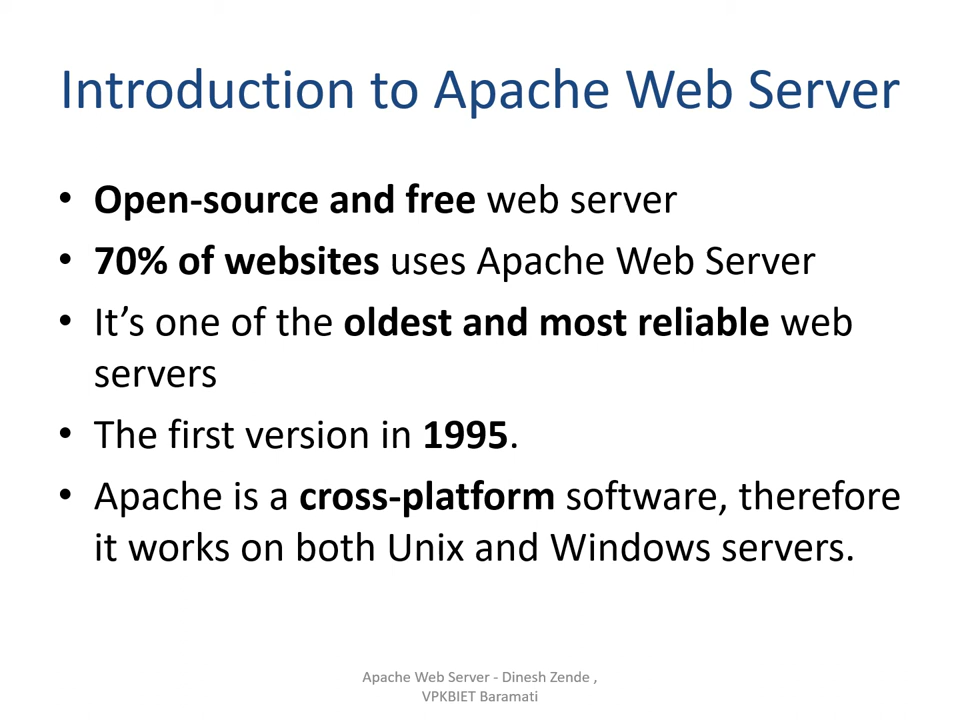 Introduction to Apache Web Server
• Open-source and free web server
• 70% of websites uses Apache Web Server
• It’s one of the oldest and most reliable web
servers
• The first version in 1995.
• Apache is a cross-platform software, therefore
it works on both Unix and Windows servers.
Apache Web Server - Dinesh Zende ,
VPKBIET Baramati